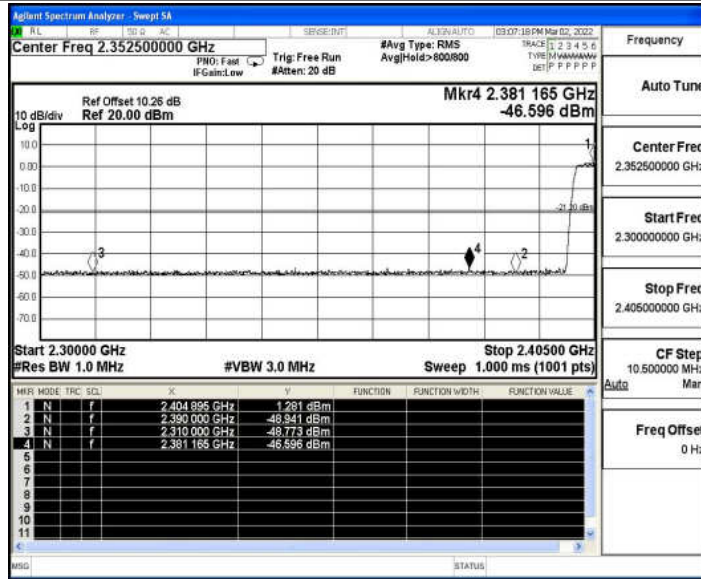 Agilent Spectrum Analyzer - Swept SA
RL RF 50 Ω AC SENSE:INT ALIGN AUTO 03:07:18 PM Mar 02, 2022
Center Freq 2.352500000 GHz #Avg Type: RMS TRACE 1 2 3 4 5 6 Frequency
PNO: Fast Trig: Free Run Avg|Hold>800/800 TYPE
IFGain:Low #Atten: 20 dB DET P P P P P P
Auto Tune
Mkr4 2.381 165 GHz
Ref Offset 10.26 dB
10 dB/div Ref 20.00 dBm -46.596 dBm
Log
10.0 1
Center Freq
0.00 2.352500000 GHz
-10.0
-20.0 -21.20 dBm
Start Freq
2.300000000 GHz
-30.0
-40.0 3 4 2
-50.0
Stop Freq
2.405000000 GHz
-60.0
-70.0
Start 2.30000 GHz Stop 2.40500 GHz
#Res BW 1.0 MHz #VBW 3.0 MHz Sweep 1.000 ms (1001 pts)
CF Step
10.500000 MHz
Auto Man
MKR MODE TRC SCL X Y FUNCTION FUNCTION WIDTH FUNCTION VALUE
1 N f 2.404 895 GHz 1.281 dBm
2 N f 2.390 000 GHz -48.941 dBm
3 N f 2.310 000 GHz -48.773 dBm
4 N f 2.381 165 GHz -46.596 dBm
Freq Offset
0 Hz
5
6
7
8
9
10
11
MSG STATUS